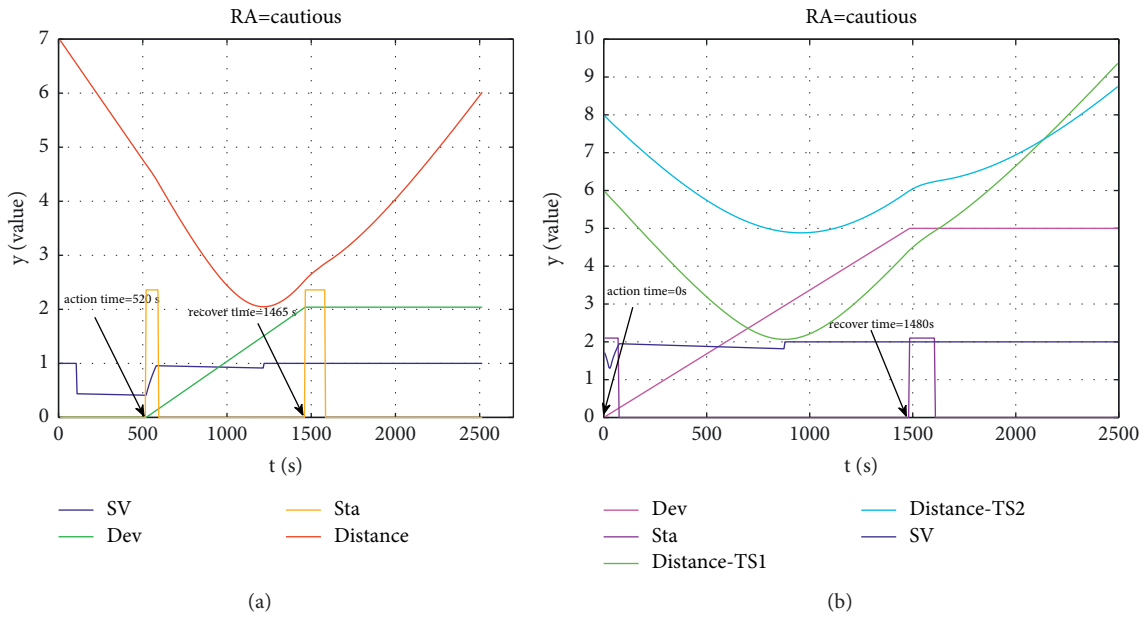 RA=cautious
7
6
5
4
3
2
1
0
y (value)
action time=520 s
recover time=1465 s
0
500
1000
1500
2000
2500
t (s)
SV
Sta
Dev
Distance
(a)
RA=cautious
10
9
8
7
6
5
4
3
2
1
0
y (value)
action time=0s
recover time=1480s
0
500
1000
1500
2000
2500
t (s)
Dev
Distance-TS2
Sta
SV
Distance-TS1
(b)